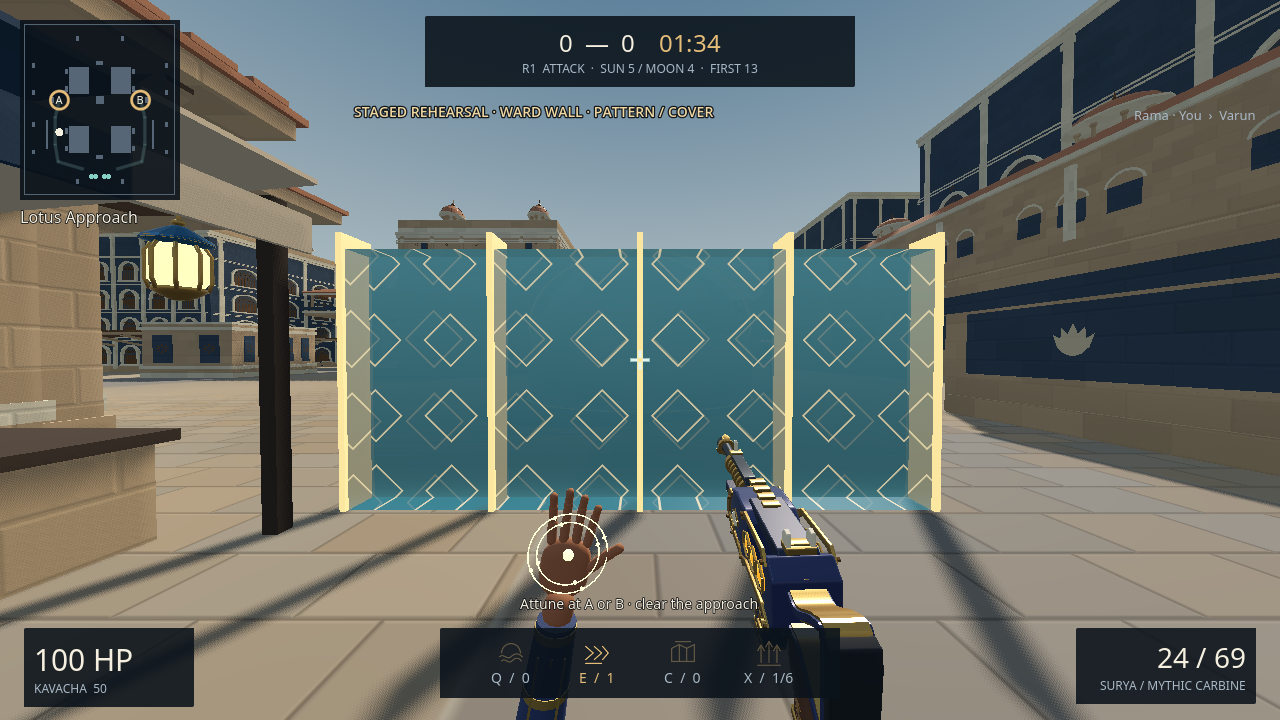 0 — 0 01:34
R1 ATTACK · SUN 5 / MOON 4 · FIRST 13
STAGED REHEARSAL · WARD WALL · PATTERN / COVER
Rama · You › Varun
A
B
Lotus Approach
Attune at A or B · clear the approach
100 HP
KAVACHA 50
Q / 0
E / 1
C / 0
X / 1/6
24 / 69
SURYA / MYTHIC CARBINE